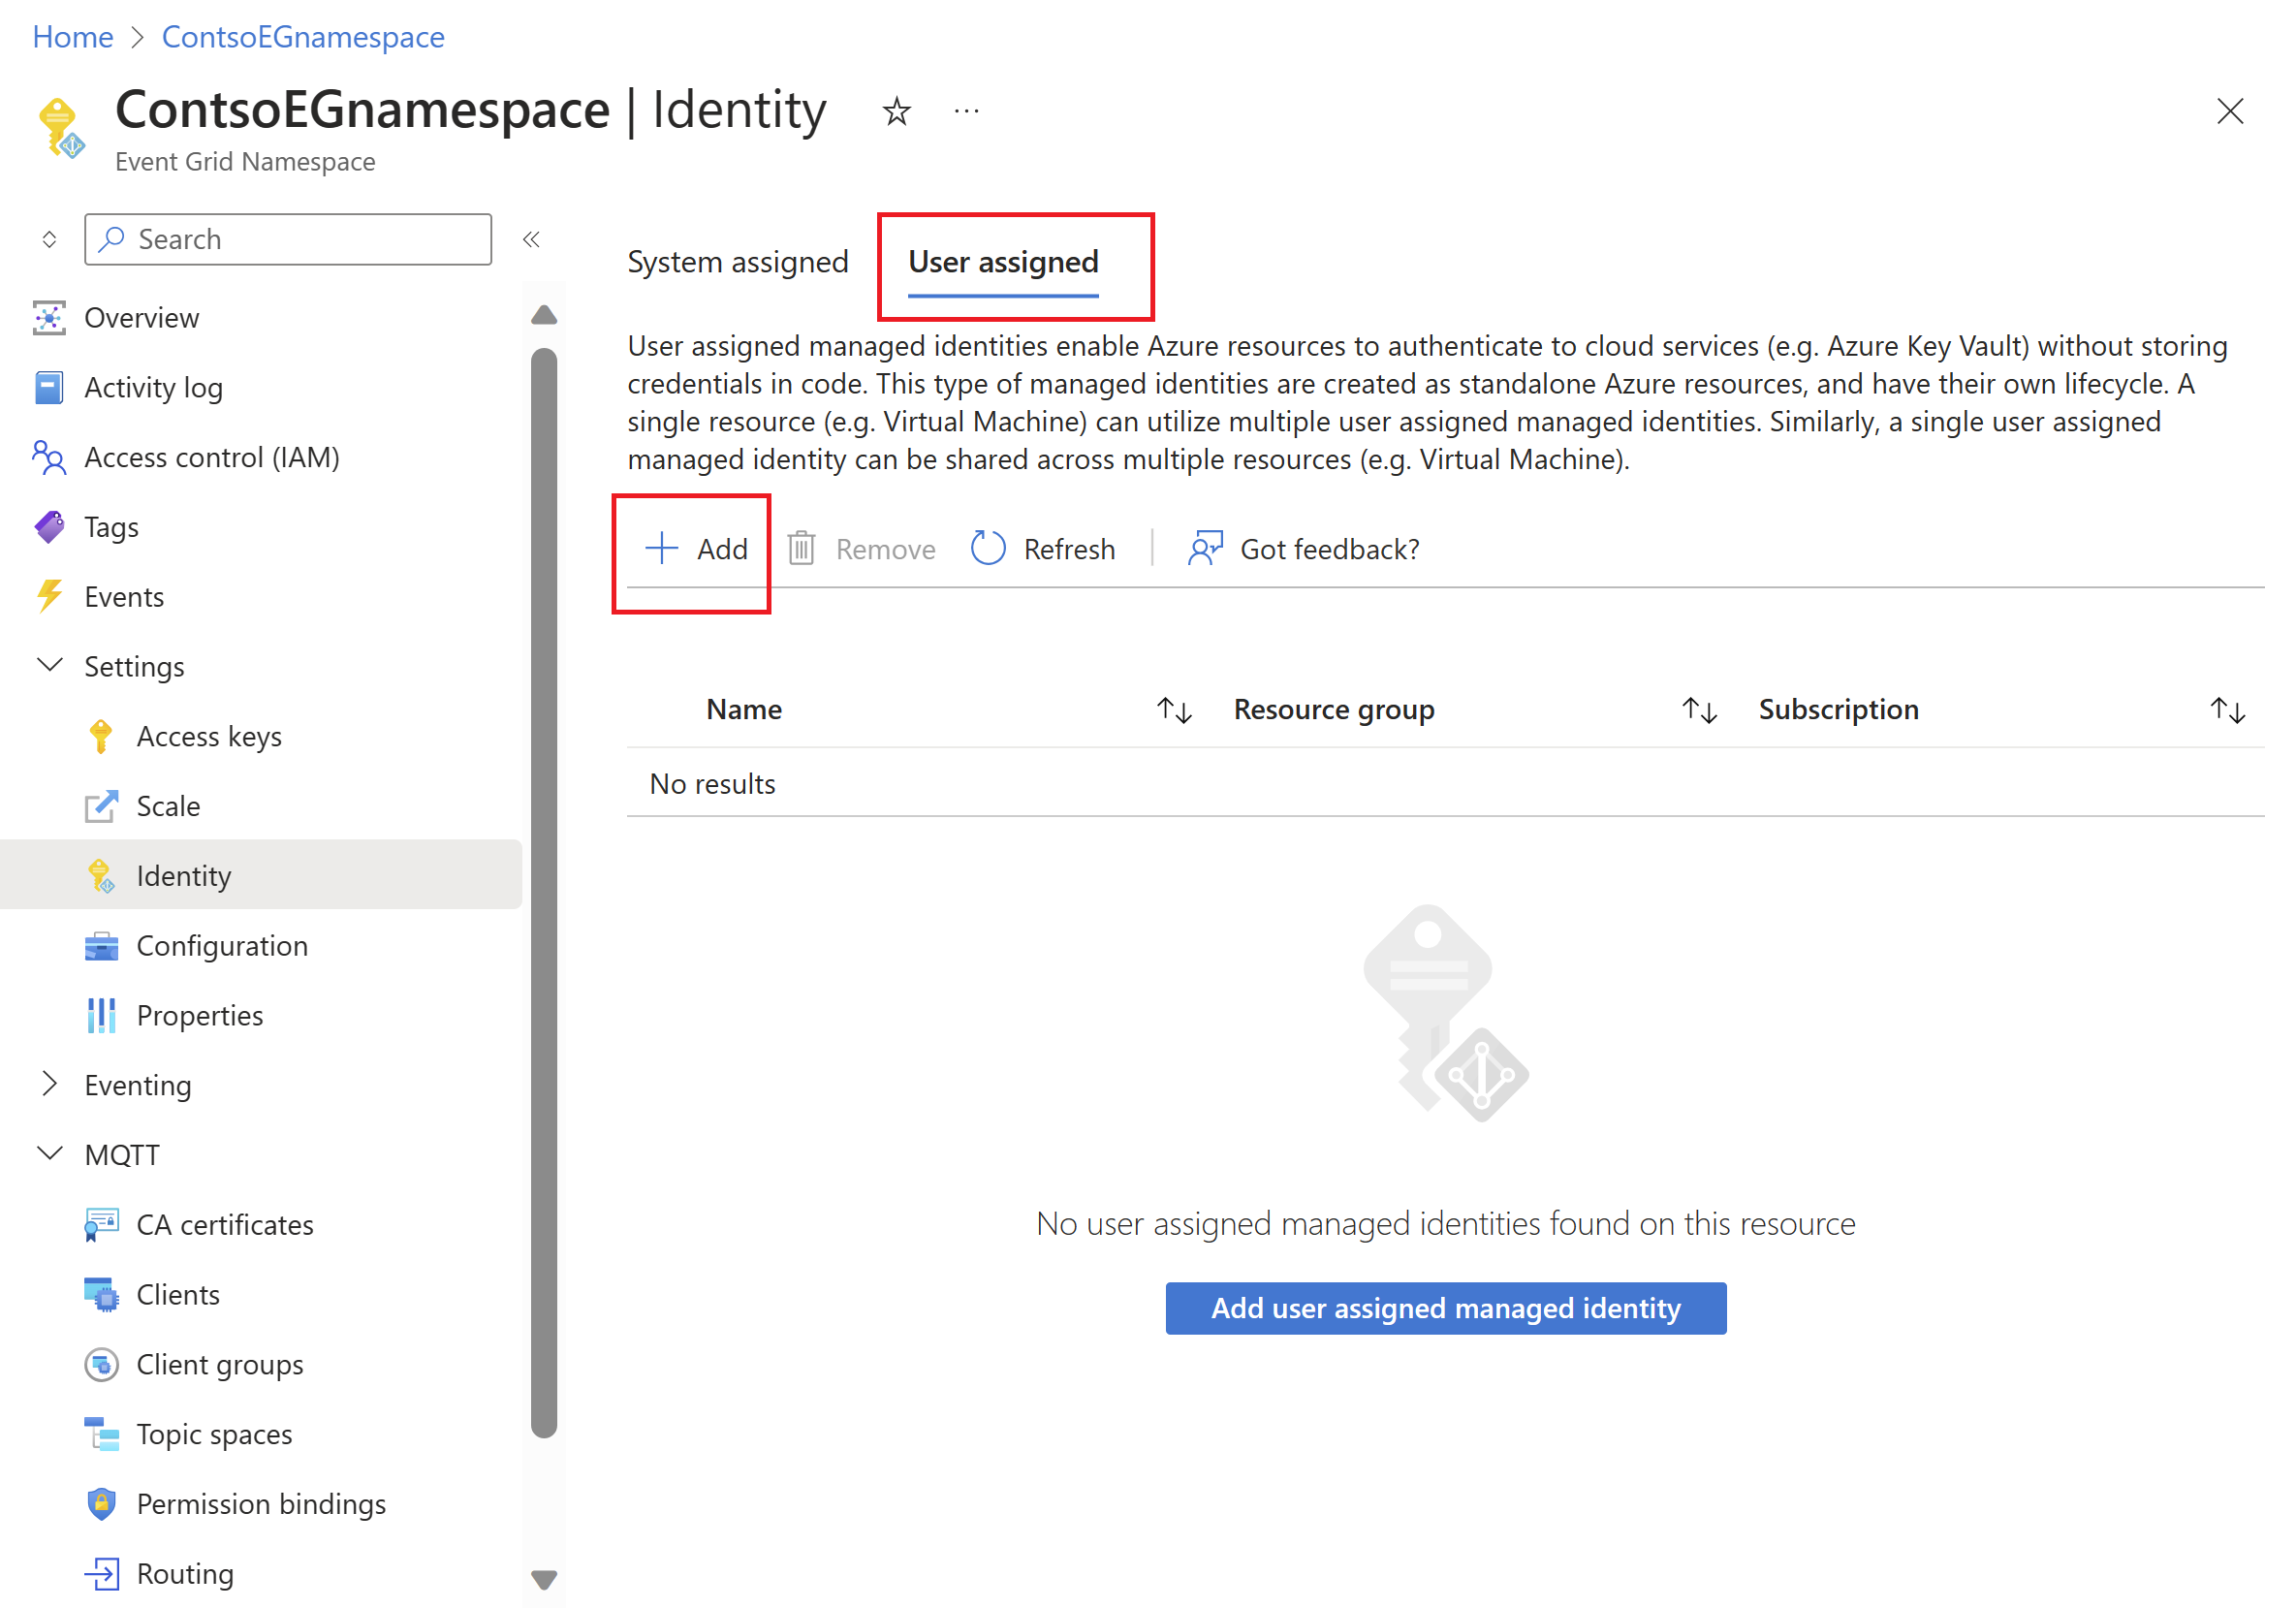 Home > ContsoEGnamespace
ContsoEGnamespace | Identity
Event Grid Namespace
Search
Overview
Activity log
Access control (IAM)
Tags
Events
Settings
Access keys
Scale
Identity
Configuration
Properties
Eventing
MQTT
CA certificates
Clients
Client groups
Topic spaces
Permission bindings
Routing
System assigned User assigned
User assigned managed identities enable Azure resources to authenticate to cloud services (e.g. Azure Key Vault) without storing
credentials in code. This type of managed identities are created as standalone Azure resources, and have their own lifecycle. A
single resource (e.g. Virtual Machine) can utilize multiple user assigned managed identities. Similarly, a single user assigned
managed identity can be shared across multiple resources (e.g. Virtual Machine).
Add Remove Refresh Got feedback?
Name Resource group Subscription
No results
No user assigned managed identities found on this resource
Add user assigned managed identity